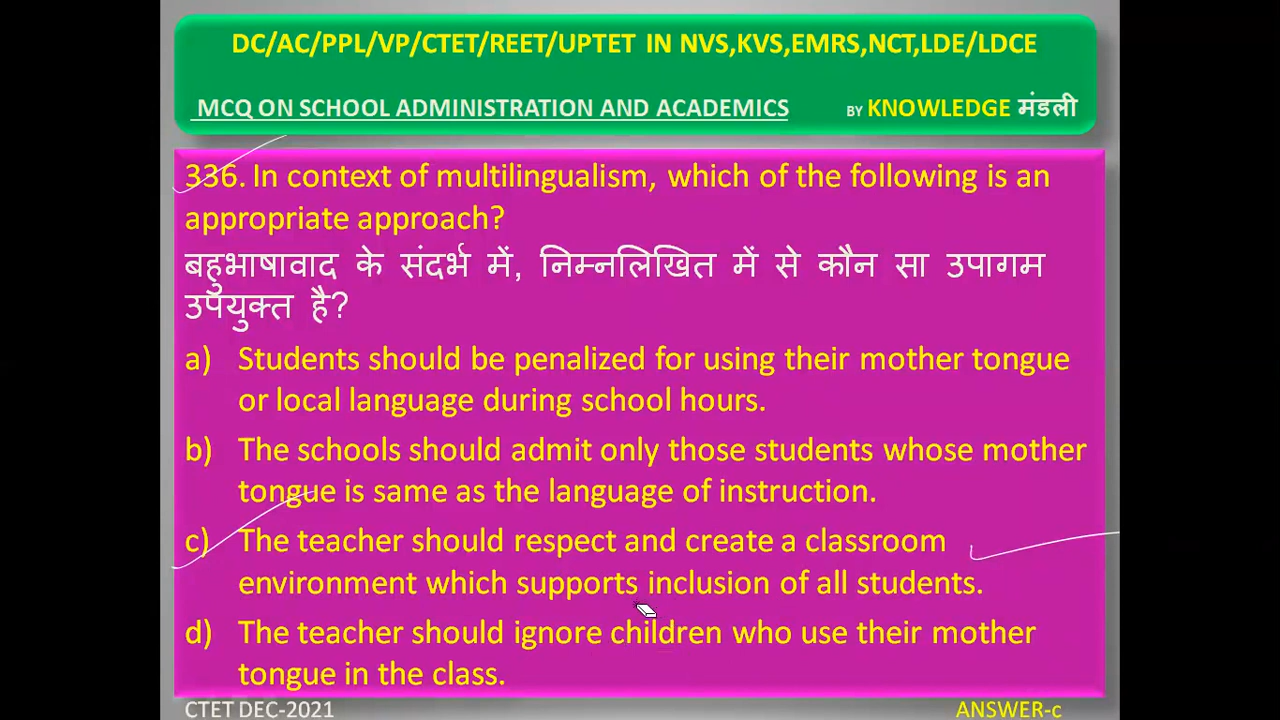 DC/AC/PPL/VP/CTET/REET/UPTET IN NVS,KVS,EMRS,NCT,LDE/LDCE
MCQ ON SCHOOL ADMINISTRATION AND ACADEMICS BY KNOWLEDGE मंडली
336. In context of multilingualism, which of the following is an
appropriate approach?
बहुभाषावाद के संदर्भ में, निम्नलिखित में से कौन सा उपागम
उपयुक्त है?
a) Students should be penalized for using their mother tongue
or local language during school hours.
b) The schools should admit only those students whose mother
tongue is same as the language of instruction.
c) The teacher should respect and create a classroom
environment which supports inclusion of all students.
d) The teacher should ignore children who use their mother
tongue in the class.
CTET DEC-2021 ANSWER-c